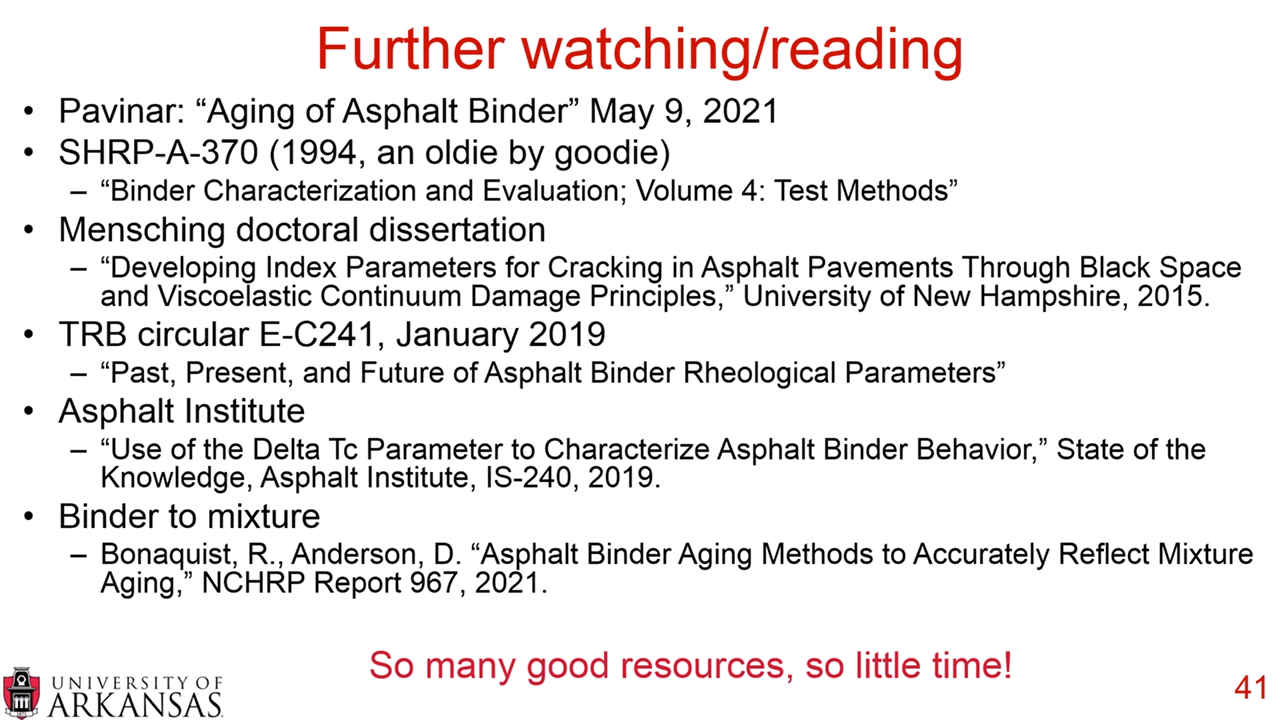 Further watching/reading
• Pavinar: “Aging of Asphalt Binder” May 9, 2021
• SHRP-A-370 (1994, an oldie by goodie)
– “Binder Characterization and Evaluation; Volume 4: Test Methods”
• Mensching doctoral dissertation
– “Developing Index Parameters for Cracking in Asphalt Pavements Through Black Space
and Viscoelastic Continuum Damage Principles,” University of New Hampshire, 2015.
• TRB circular E-C241, January 2019
– “Past, Present, and Future of Asphalt Binder Rheological Parameters”
• Asphalt Institute
– “Use of the Delta Tc Parameter to Characterize Asphalt Binder Behavior,” State of the
Knowledge, Asphalt Institute, IS-240, 2019.
• Binder to mixture
– Bonaquist, R., Anderson, D. “Asphalt Binder Aging Methods to Accurately Reflect Mixture
Aging,” NCHRP Report 967, 2021.
So many good resources, so little time!
UNIVERSITY OF
ARKANSAS
41